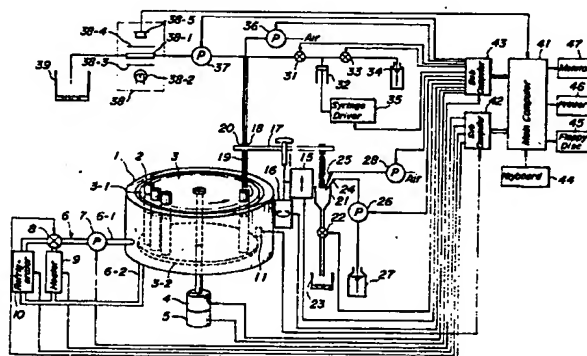 38-5
38-4
38-1
38-3
38-2
38
39
36
P
Air
P
37
31
32
33
34
Syringe
Driver
35
43
Sub
Computer
41
Main Computer
47
Monitor
46
Printer
45
Floppy
Disc
42
Sub
Computer
Keyboard
44
20
18
17
19
15
16
25
24
21
22
23
28
P
Air
P
26
27
1
2
3
3-1
3-2
11
6
7
6-1
8
P
9
Heater
6-2
10
4
5